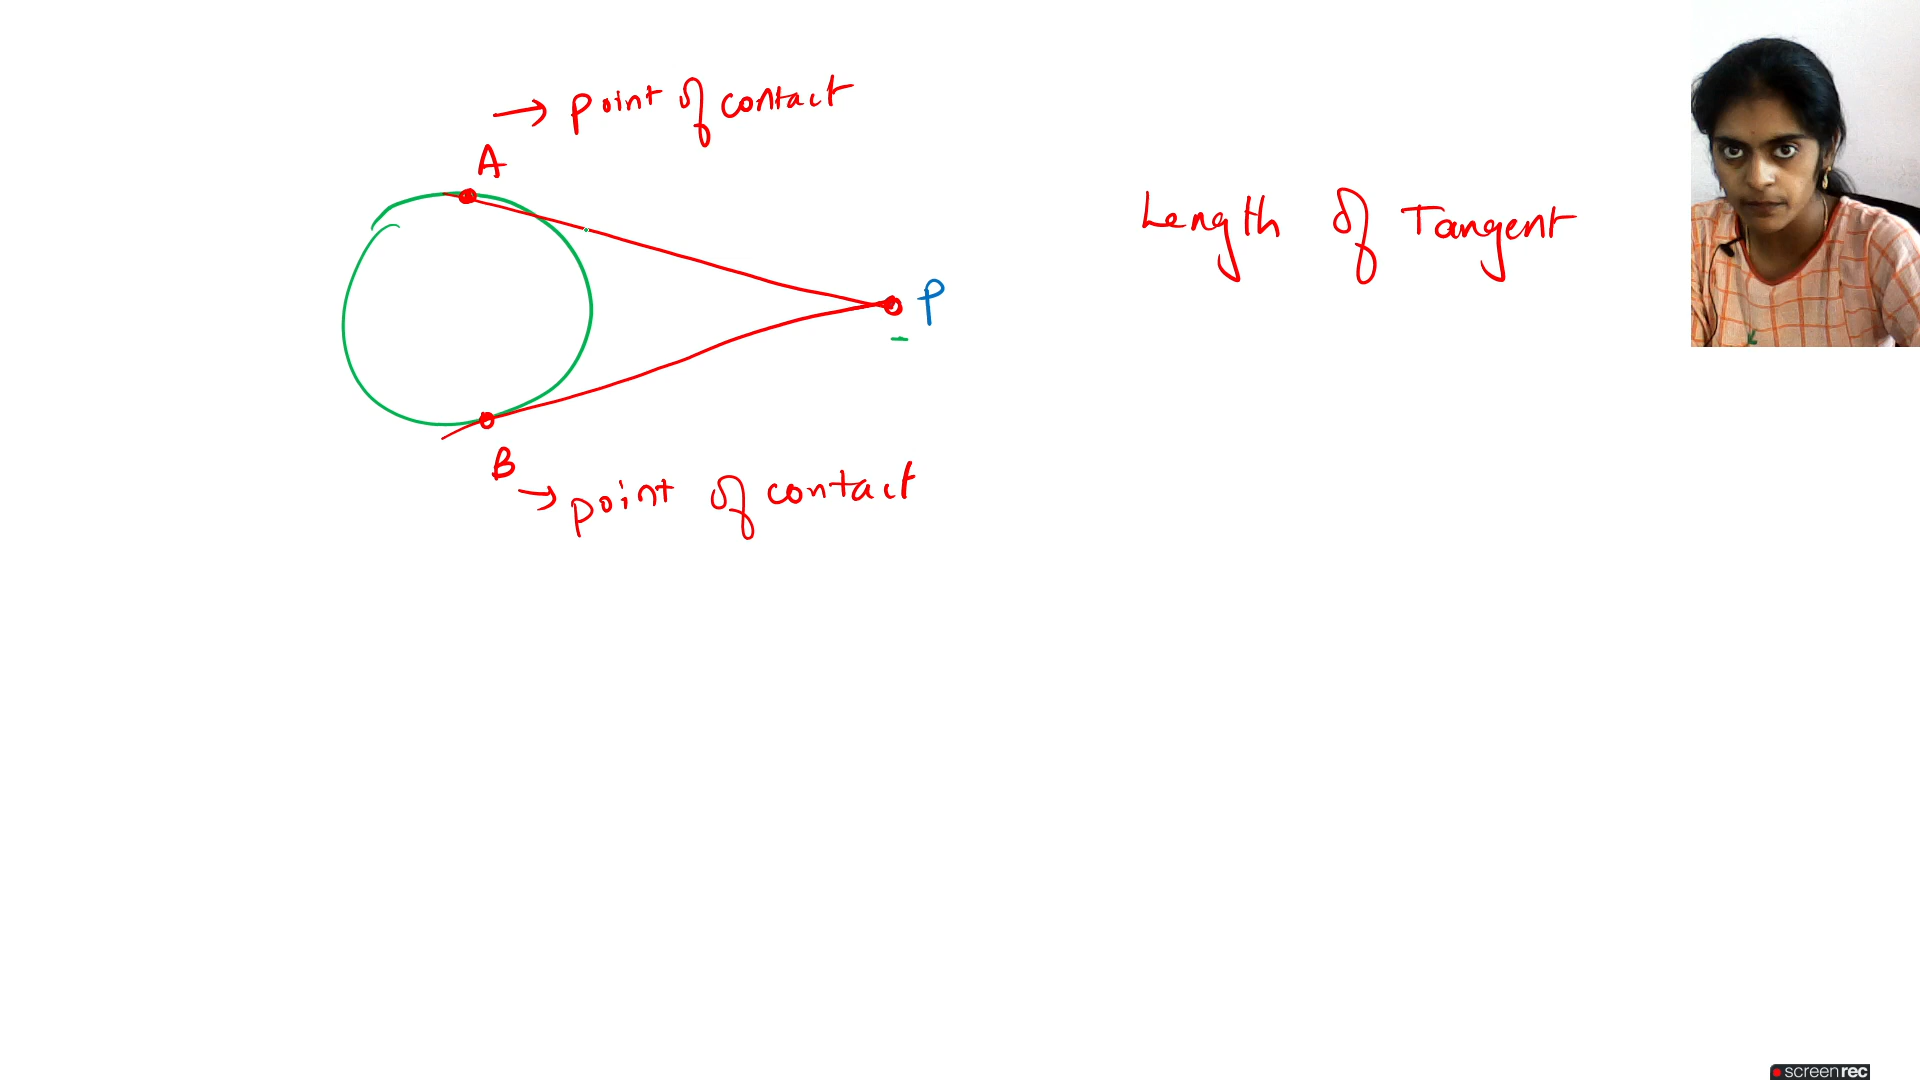 → point of contact
A
Length of Tangent
P
B
→ point of contact
screenrec